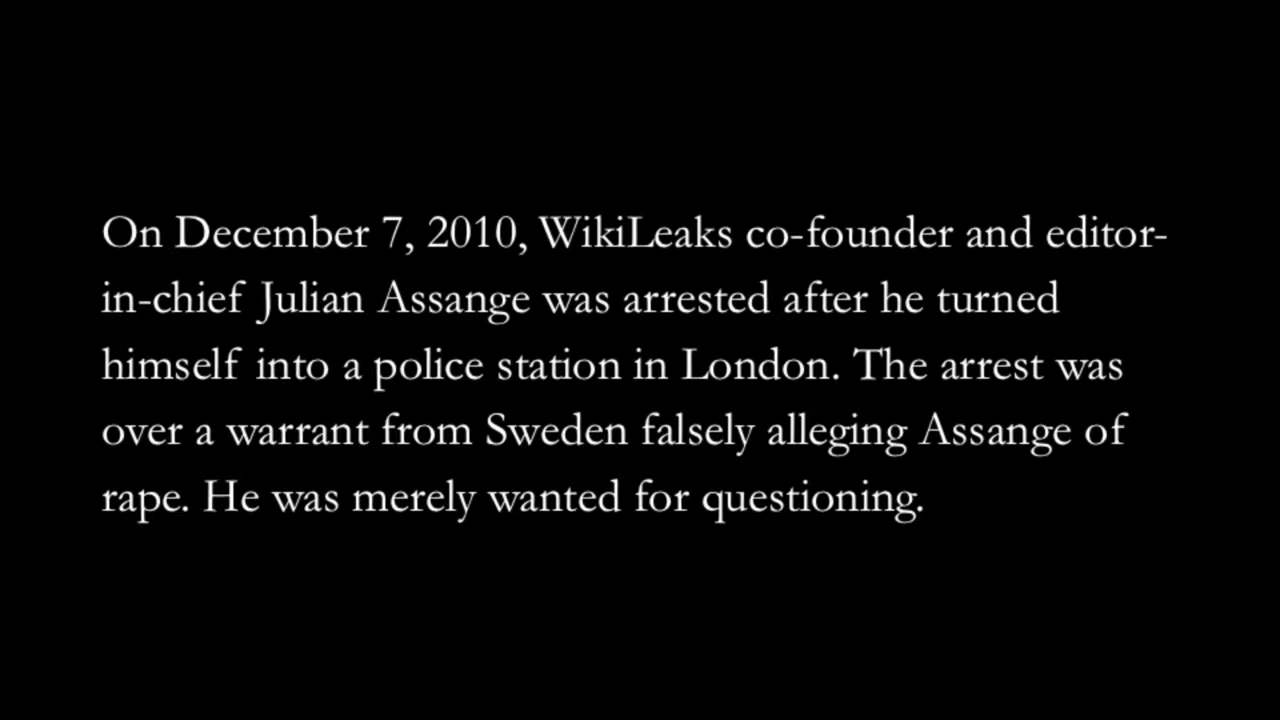 On December 7, 2010, WikiLeaks co-founder and editor-
in-chief Julian Assange was arrested after he turned
himself into a police station in London. The arrest was
over a warrant from Sweden falsely alleging Assange of
rape. He was merely wanted for questioning.